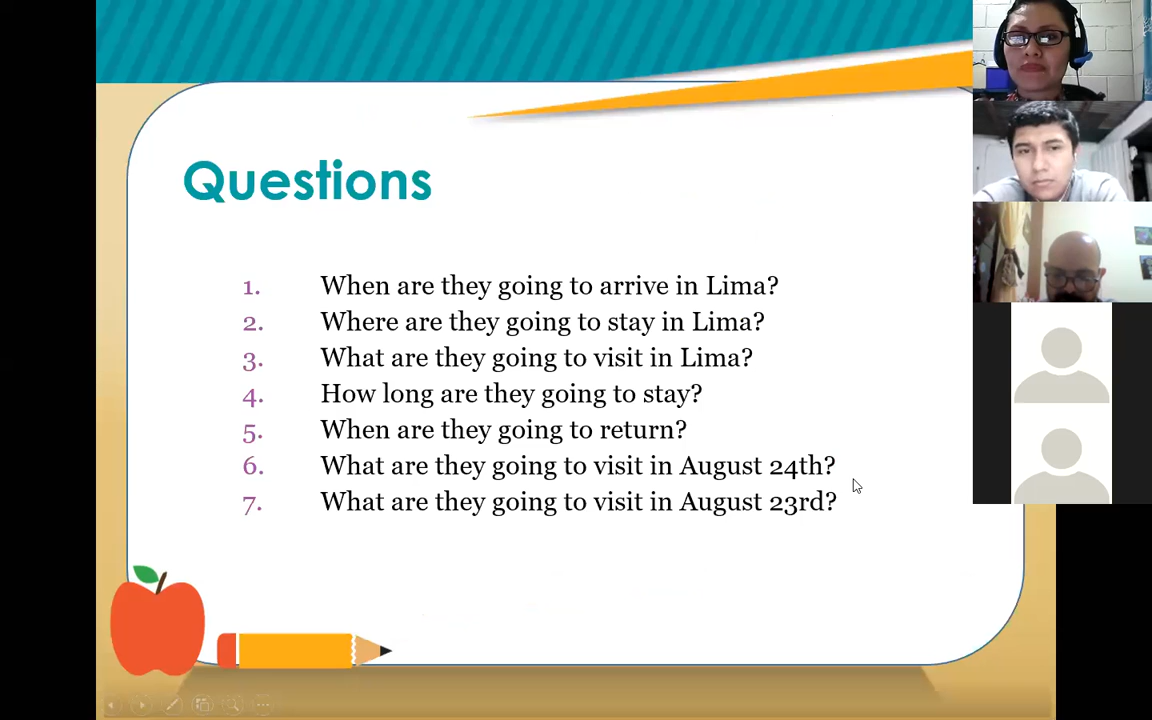 Questions
1. When are they going to arrive in Lima?
2. Where are they going to stay in Lima?
3. What are they going to visit in Lima?
4. How long are they going to stay?
5. When are they going to return?
6. What are they going to visit in August 24th?
7. What are they going to visit in August 23rd?